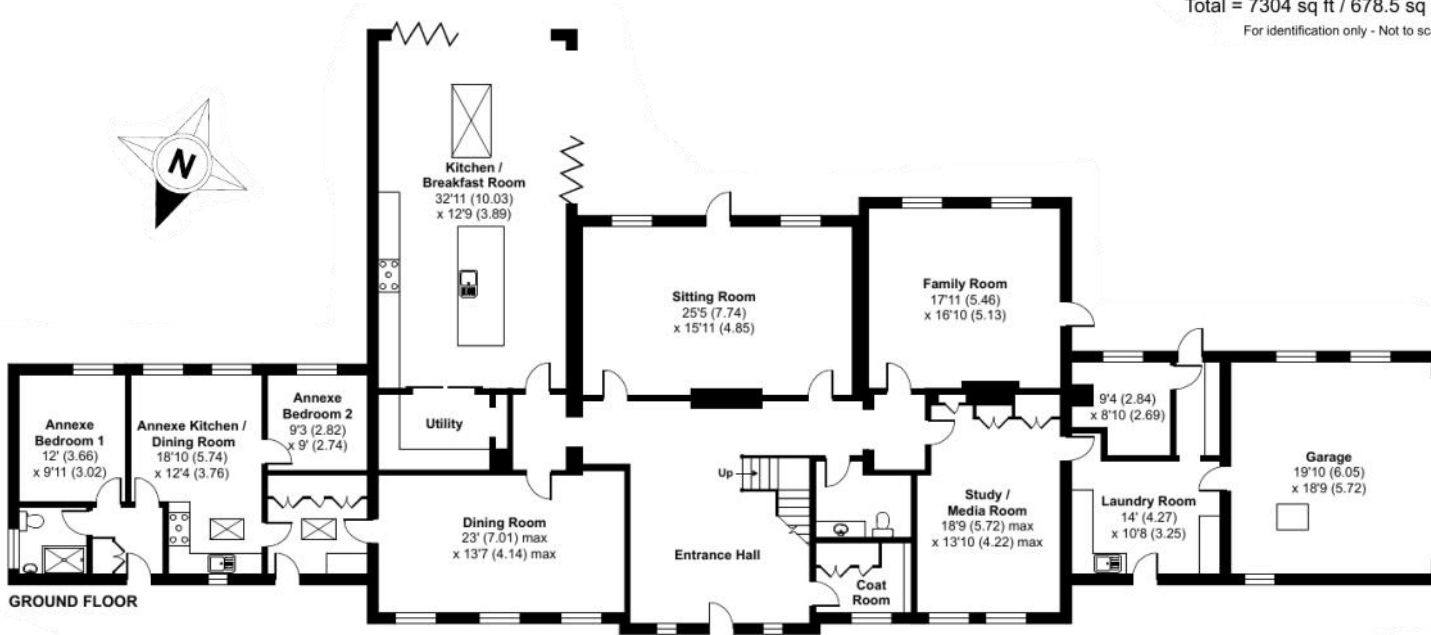 Total = 7304 sq ft / 678.5 sq
For identification only - Not to sc
N
Kitchen /
Breakfast Room
32'11 (10.03)
x 12'9 (3.89)
Sitting Room
25'5 (7.74)
x 15'11 (4.85)
Family Room
17'11 (5.46)
x 16'10 (5.13)
Annexe
Bedroom 1
12' (3.66)
x 9'11 (3.02)
Annexe Kitchen /
Dining Room
18'10 (5.74)
x 12'4 (3.76)
Annexe
Bedroom 2
9'3 (2.82)
x 9' (2.74)
Utility
9'4 (2.84)
x 8'10 (2.69)
Garage
19'10 (6.05)
x 18'9 (5.72)
Up
Dining Room
23' (7.01) max
x 13'7 (4.14) max
Entrance Hall
Study /
Media Room
18'9 (5.72) max
x 13'10 (4.22) max
Laundry Room
14' (4.27)
x 10'8 (3.25)
Coat
Room
GROUND FLOOR